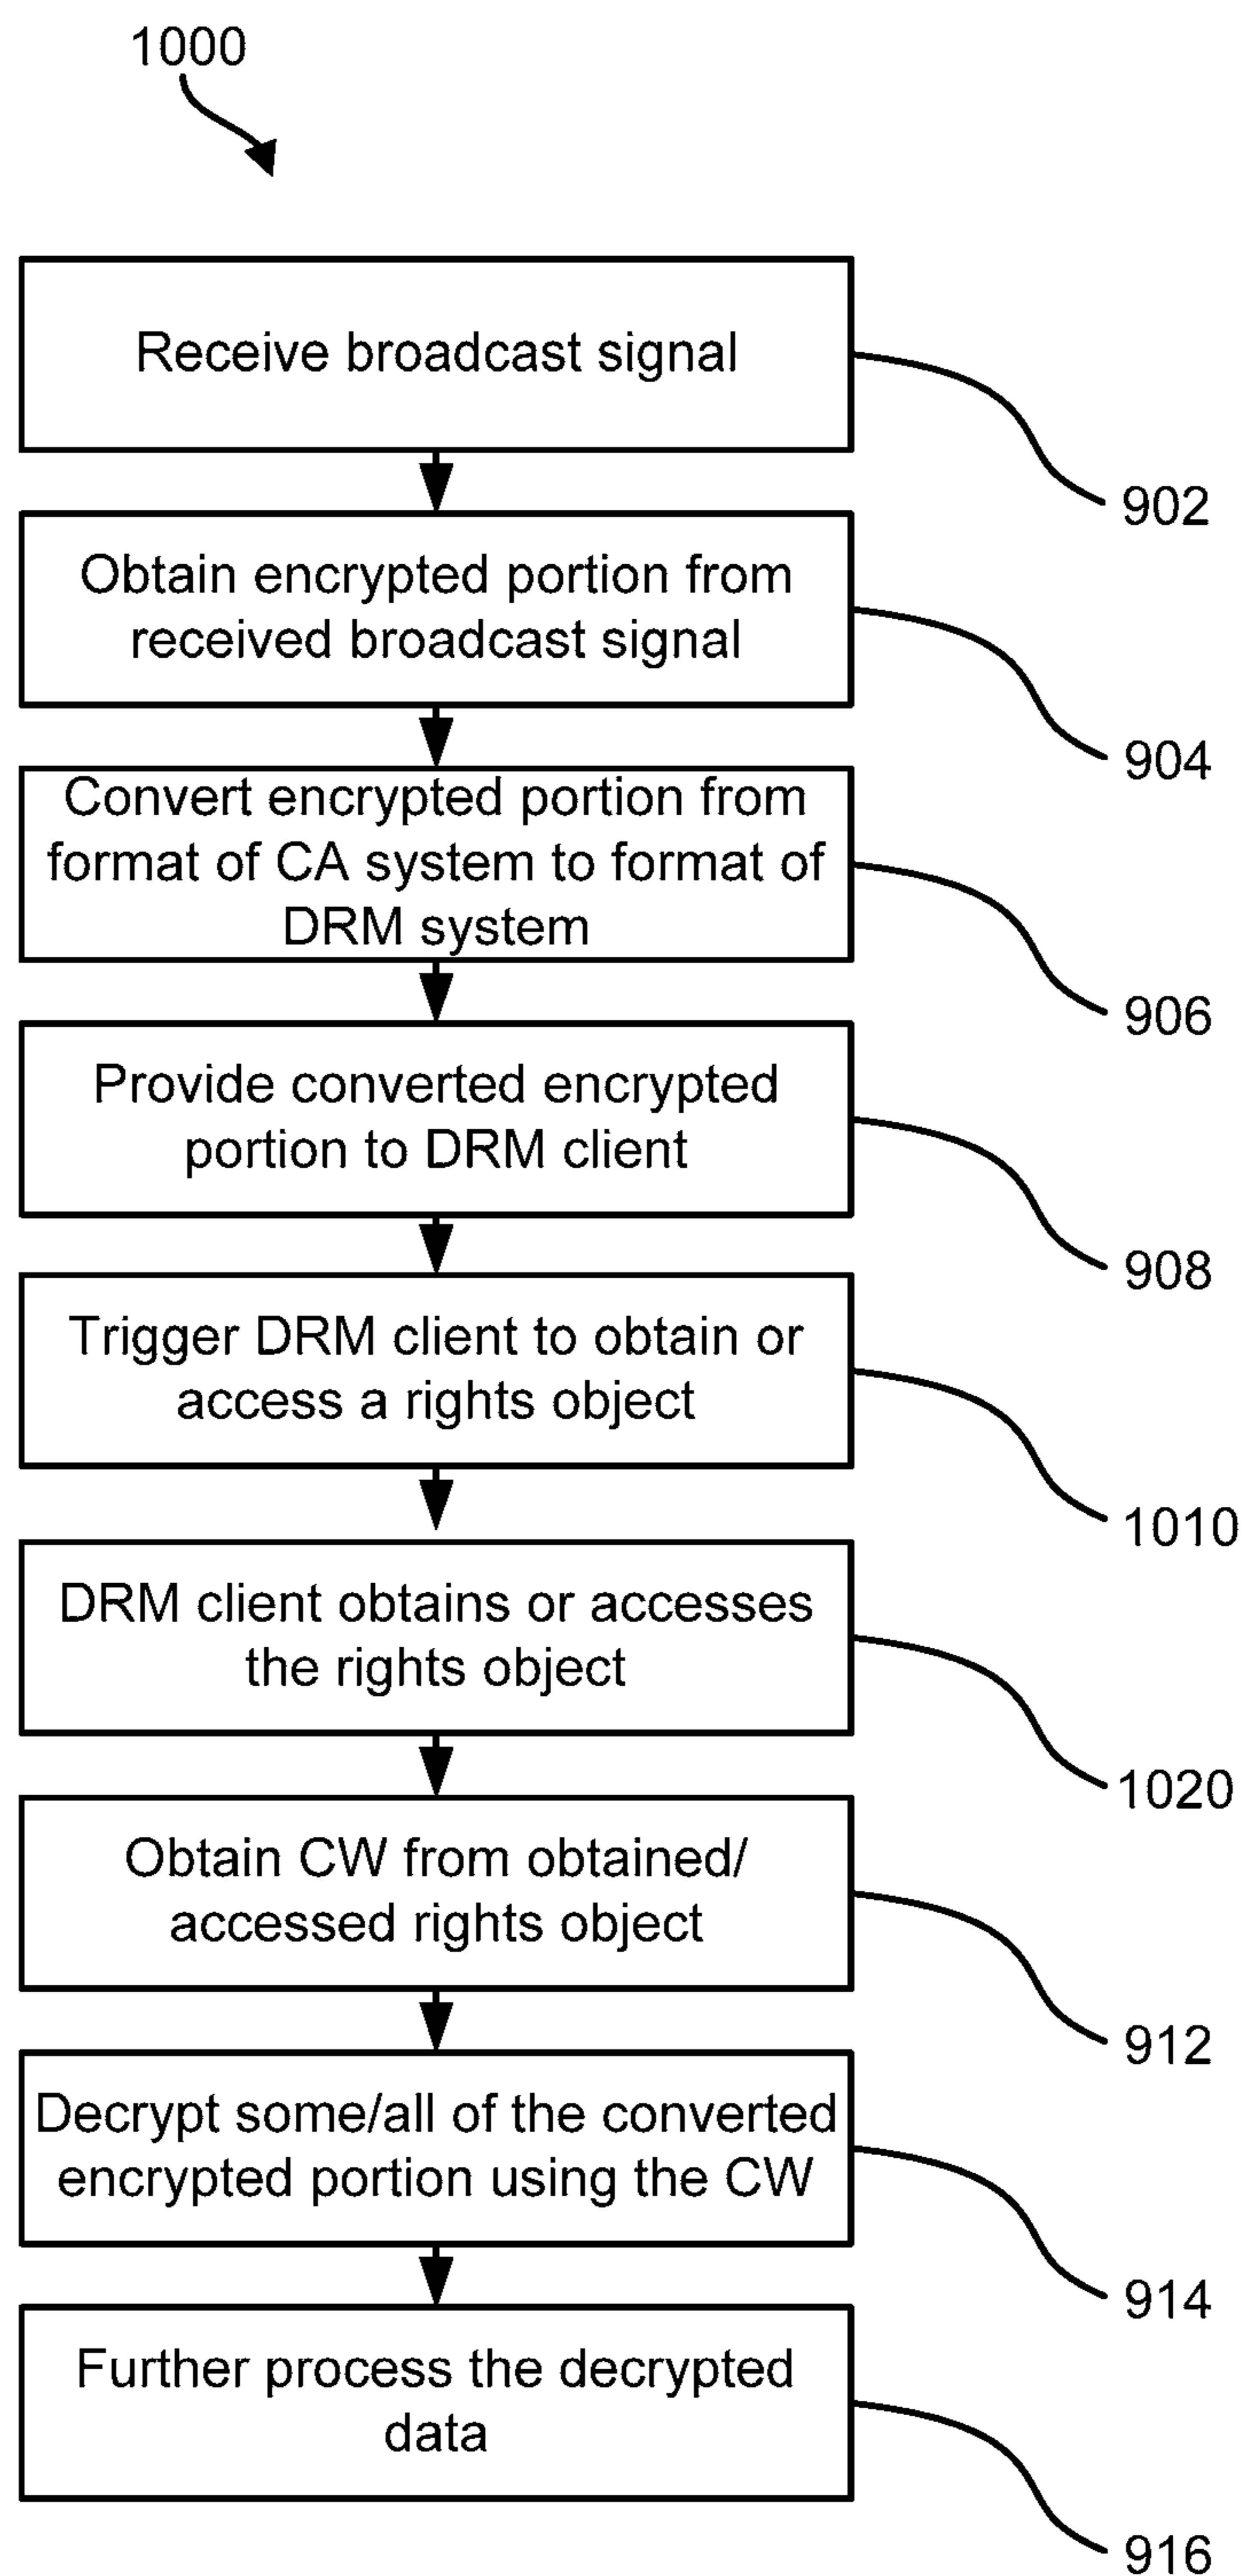 1000
Receive broadcast signal
902
Obtain encrypted portion from
received broadcast signal
904
Convert encrypted portion from
format of CA system to format of
DRM system
906
Provide converted encrypted
portion to DRM client
908
Trigger DRM client to obtain or
access a rights object
1010
DRM client obtains or accesses
the rights object
1020
Obtain CW from obtained/
accessed rights object
912
Decrypt some/all of the converted
encrypted portion using the CW
914
Further process the decrypted
data
916